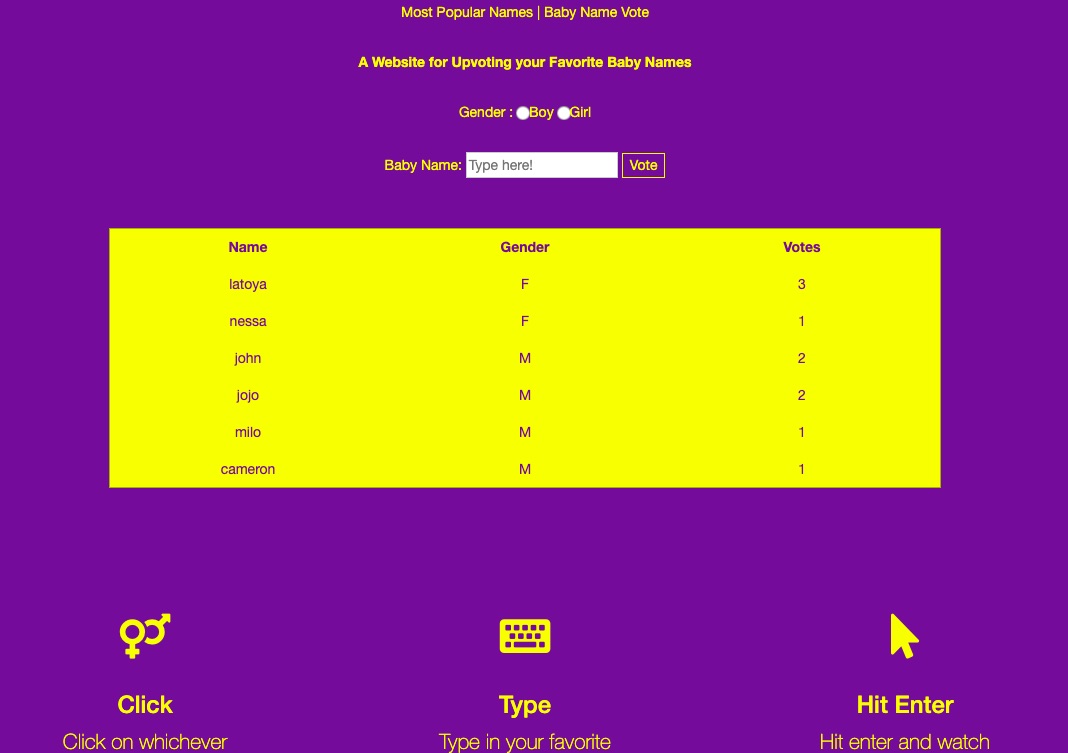 Most Popular Names | Baby Name Vote
A Website for Upvoting your Favorite Baby Names
Gender : Boy Girl
Baby Name: Type here! Vote
Name Gender Votes
latoya F 3
nessa F 1
john M 2
jojo M 2
milo M 1
cameron M 1
Click Type Hit Enter
Click on whichever Type in your favorite Hit enter and watch